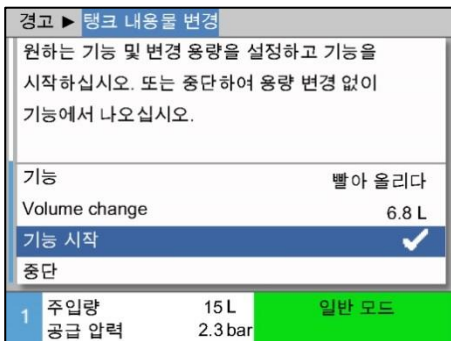 경고 ► 탱크 내용물 변경
원하는 기능 및 변경 용량을 설정하고 기능을
시작하십시오. 또는 중단하여 용량 변경 없이
기능에서 나오십시오.
기능 빨아 올리다
Volume change 6.8 L
기능 시작
중단
1 주입량 15 L 일반 모드
공급 압력 2.3 bar